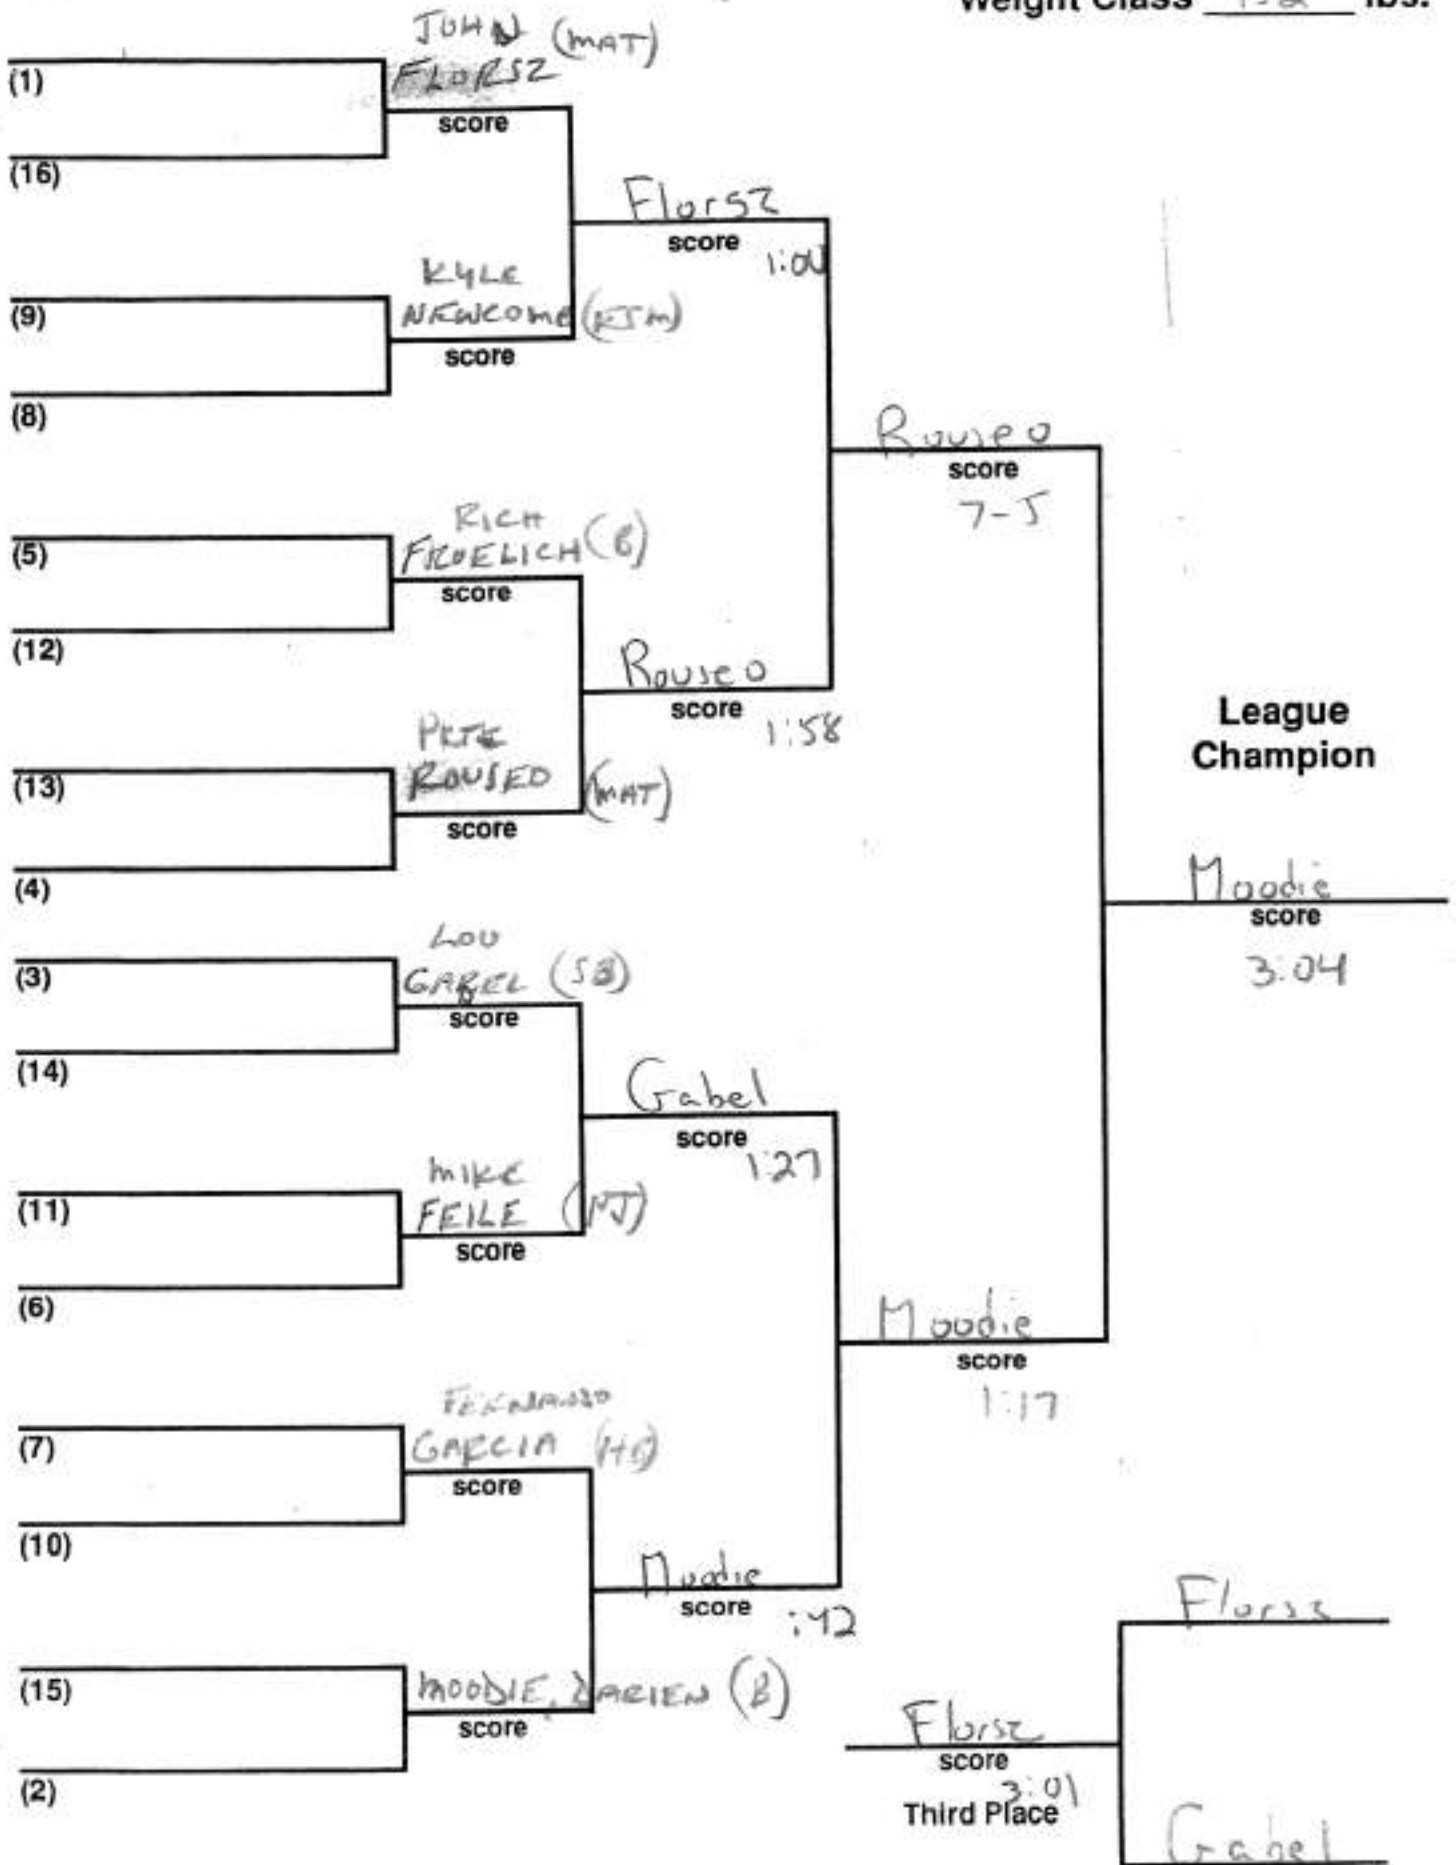 Weight Class lbs.
JOHN (MAT)
(1) FLORSZ
score
(16)
Florsz
score
1:00
KYLE
(9) NEWCOME (EJM)
score
(8)
Rouseo
score
7-5
RICH
(5) FROELICH (B)
score
(12)
Rouseo
score
1:58
PETE
(13) ROUSEO (MAT)
score
(4)
League
Champion
Moodie
score
3:04
LOU
(3) GABEL (SB)
score
(14)
Gabel
score
1:27
MIKE
(11) FEILE
score
(6)
Moodie
score
1:17
FERNANDO
(7) GARCIA
score
(10)
Moodie
score
:42
(15) MOODIE, DARIEN (B)
score
(2)
Florsz
Florsz
score
3:01
Third Place
Gabel